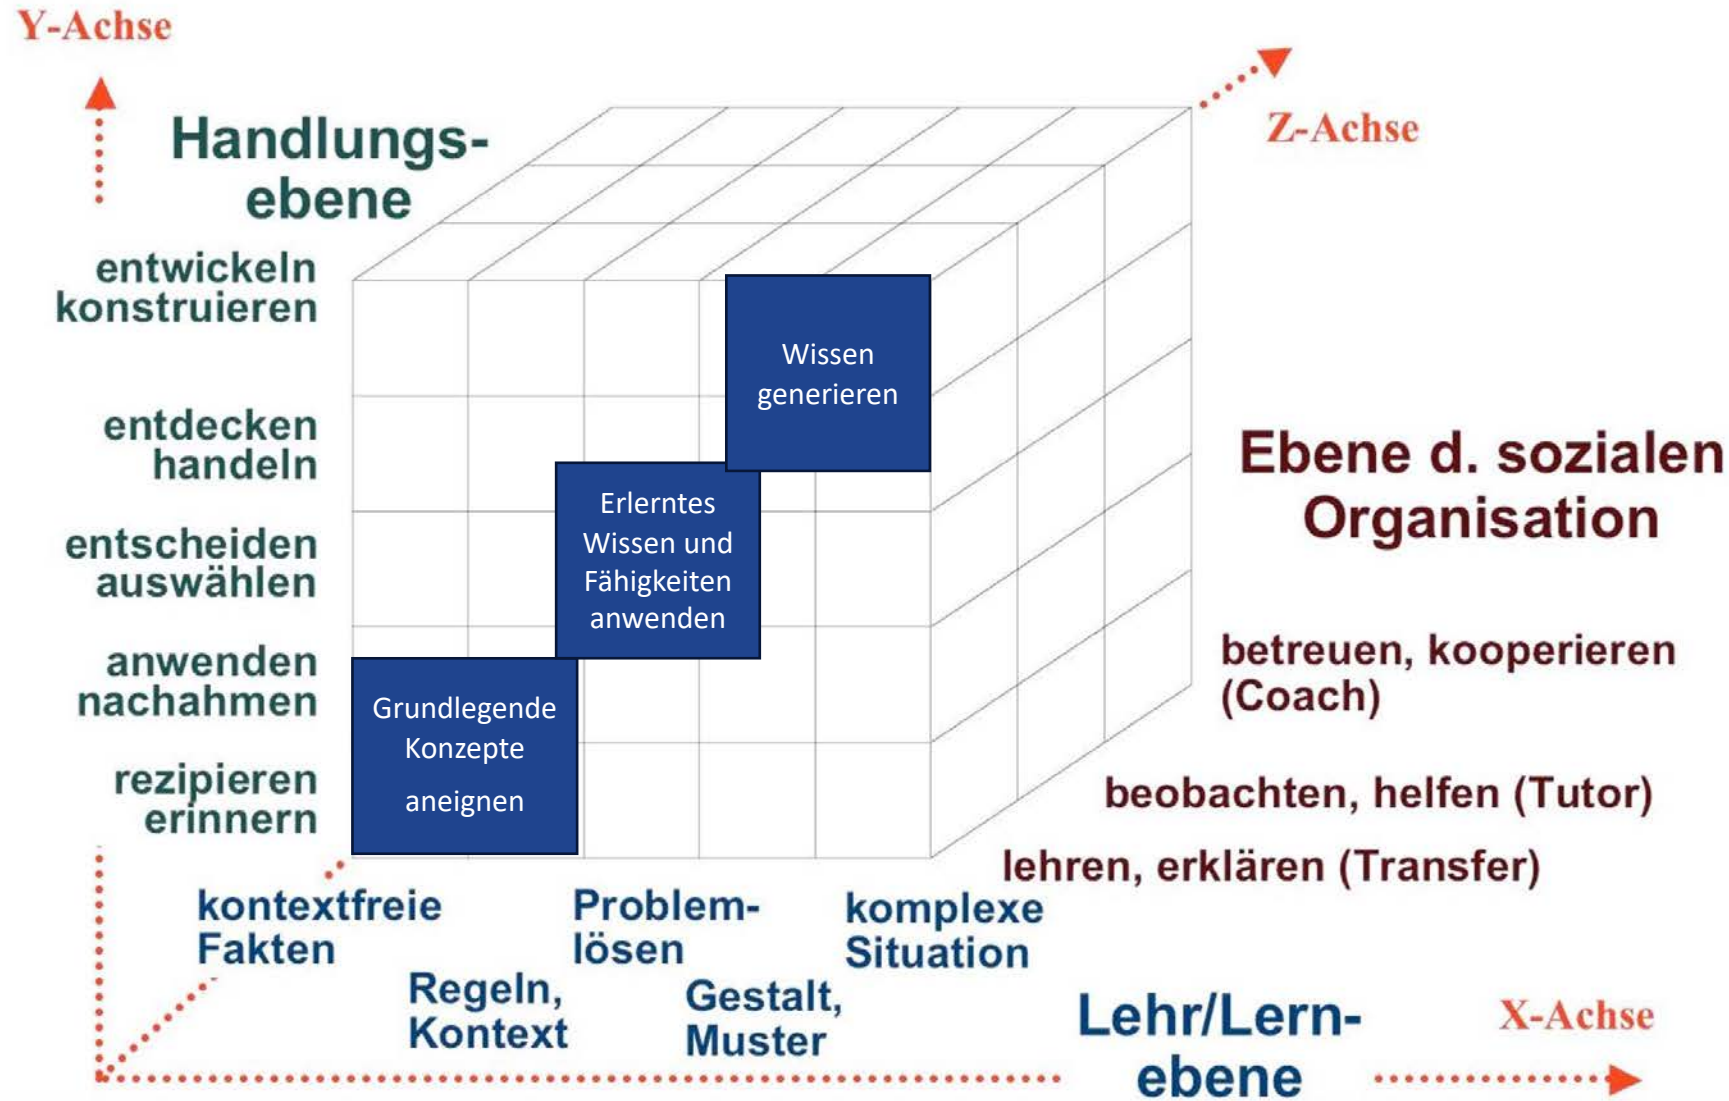 Y-Achse
Z-Achse
Handlungs-
ebene
entwickeln
konstruieren
entdecken
handeln
entscheiden
auswählen
anwenden
nachahmen
rezipieren
erinnern
Wissen
generieren
Erlerntes
Wissen und
Fähigkeiten
anwenden
Grundlegende
Konzepte
aneignen
Ebene d. sozialen
Organisation
betreuen, kooperieren
(Coach)
beobachten, helfen (Tutor)
lehren, erklären (Transfer)
kontextfreie
Fakten
Regeln,
Kontext
Problem-
lösen
Gestalt,
Muster
komplexe
Situation
Lehr/Lern-
ebene
X-Achse